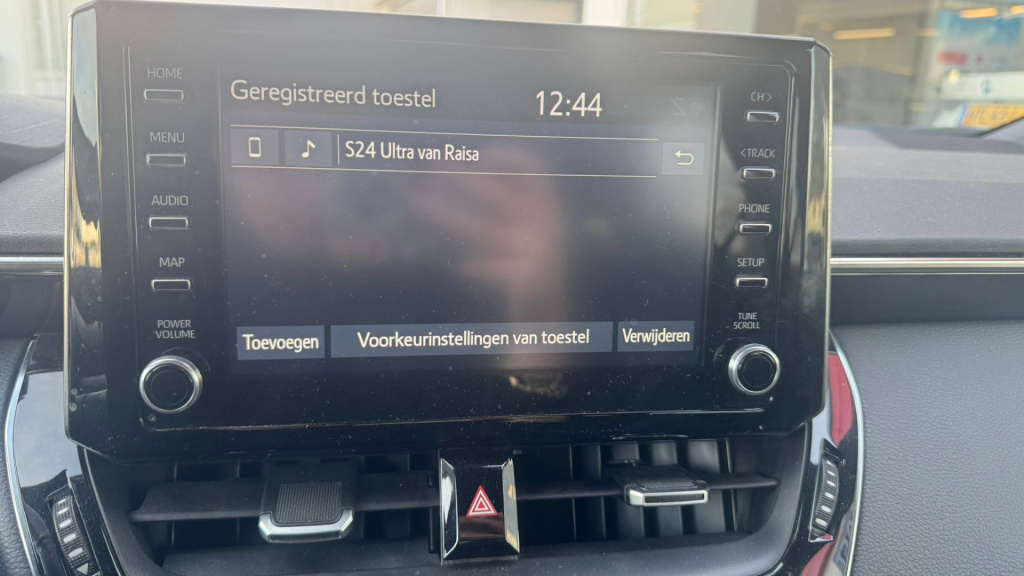 HOME
MENU
AUDIO
MAP
POWER
VOLUME
Geregistreerd toestel
12:44
S24 Ultra van Raisa
Toevoegen
Voorkeurinstellingen van toestel
Verwijderen
CH >
< TRACK
PHONE
SETUP
TUNE
SCROLL